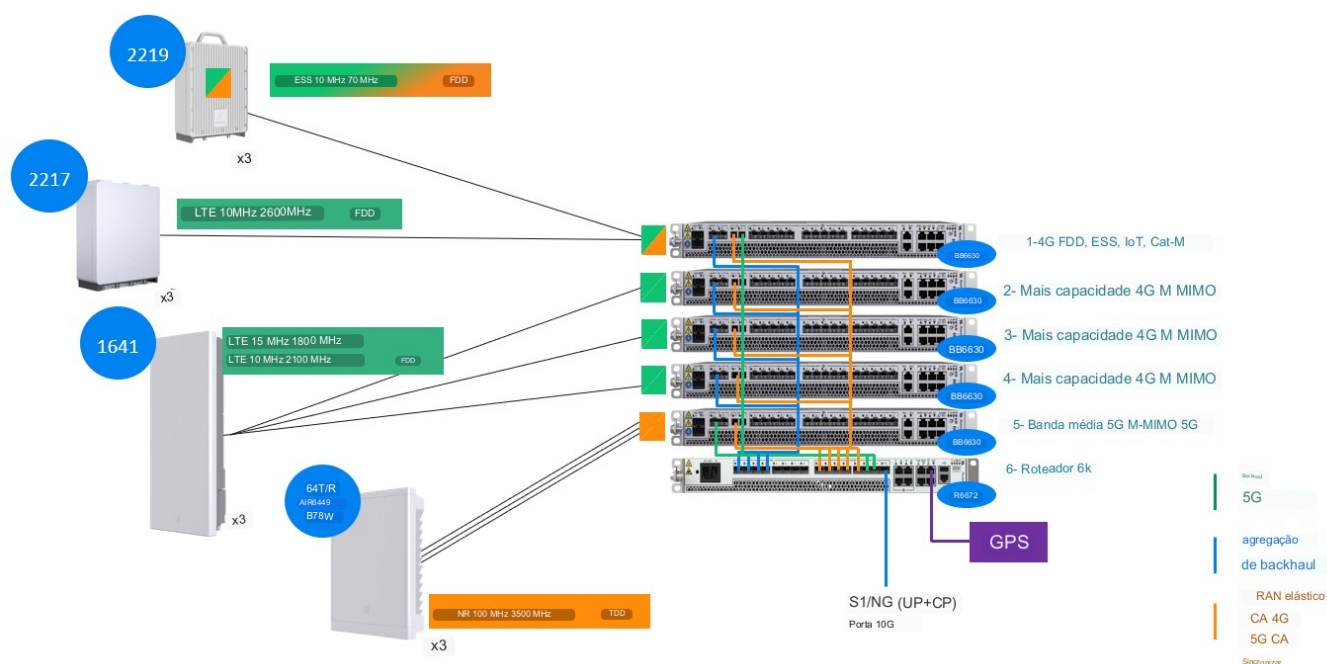 2219
ESS 10 MHz 70 MHz
FDD
x3
2217
LTE 10MHz 2600MHz
FDD
x3
1641
LTE 15 MHz 1800 MHz
LTE 10 MHz 2100 MHz
FDD
x3
64T/R
AIR6449
B78W
NR 100 MHz 3500 MHz
TDD
x3
1-4G FDD, ESS, IoT, Cat-M
BB6630
2- Mais capacidade 4G M MIMO
BB6630
3- Mais capacidade 4G M MIMO
BB6630
4- Mais capacidade 4G M MIMO
BB6630
5- Banda média 5G M-MIMO 5G
BB6630
6- Roteador 6k
R6672
GPS
S1/NG (UP+CP)
Porta 10G
5G
agregação
de backhaul
RAN elástico
CA 4G
5G CA
Sincronizar